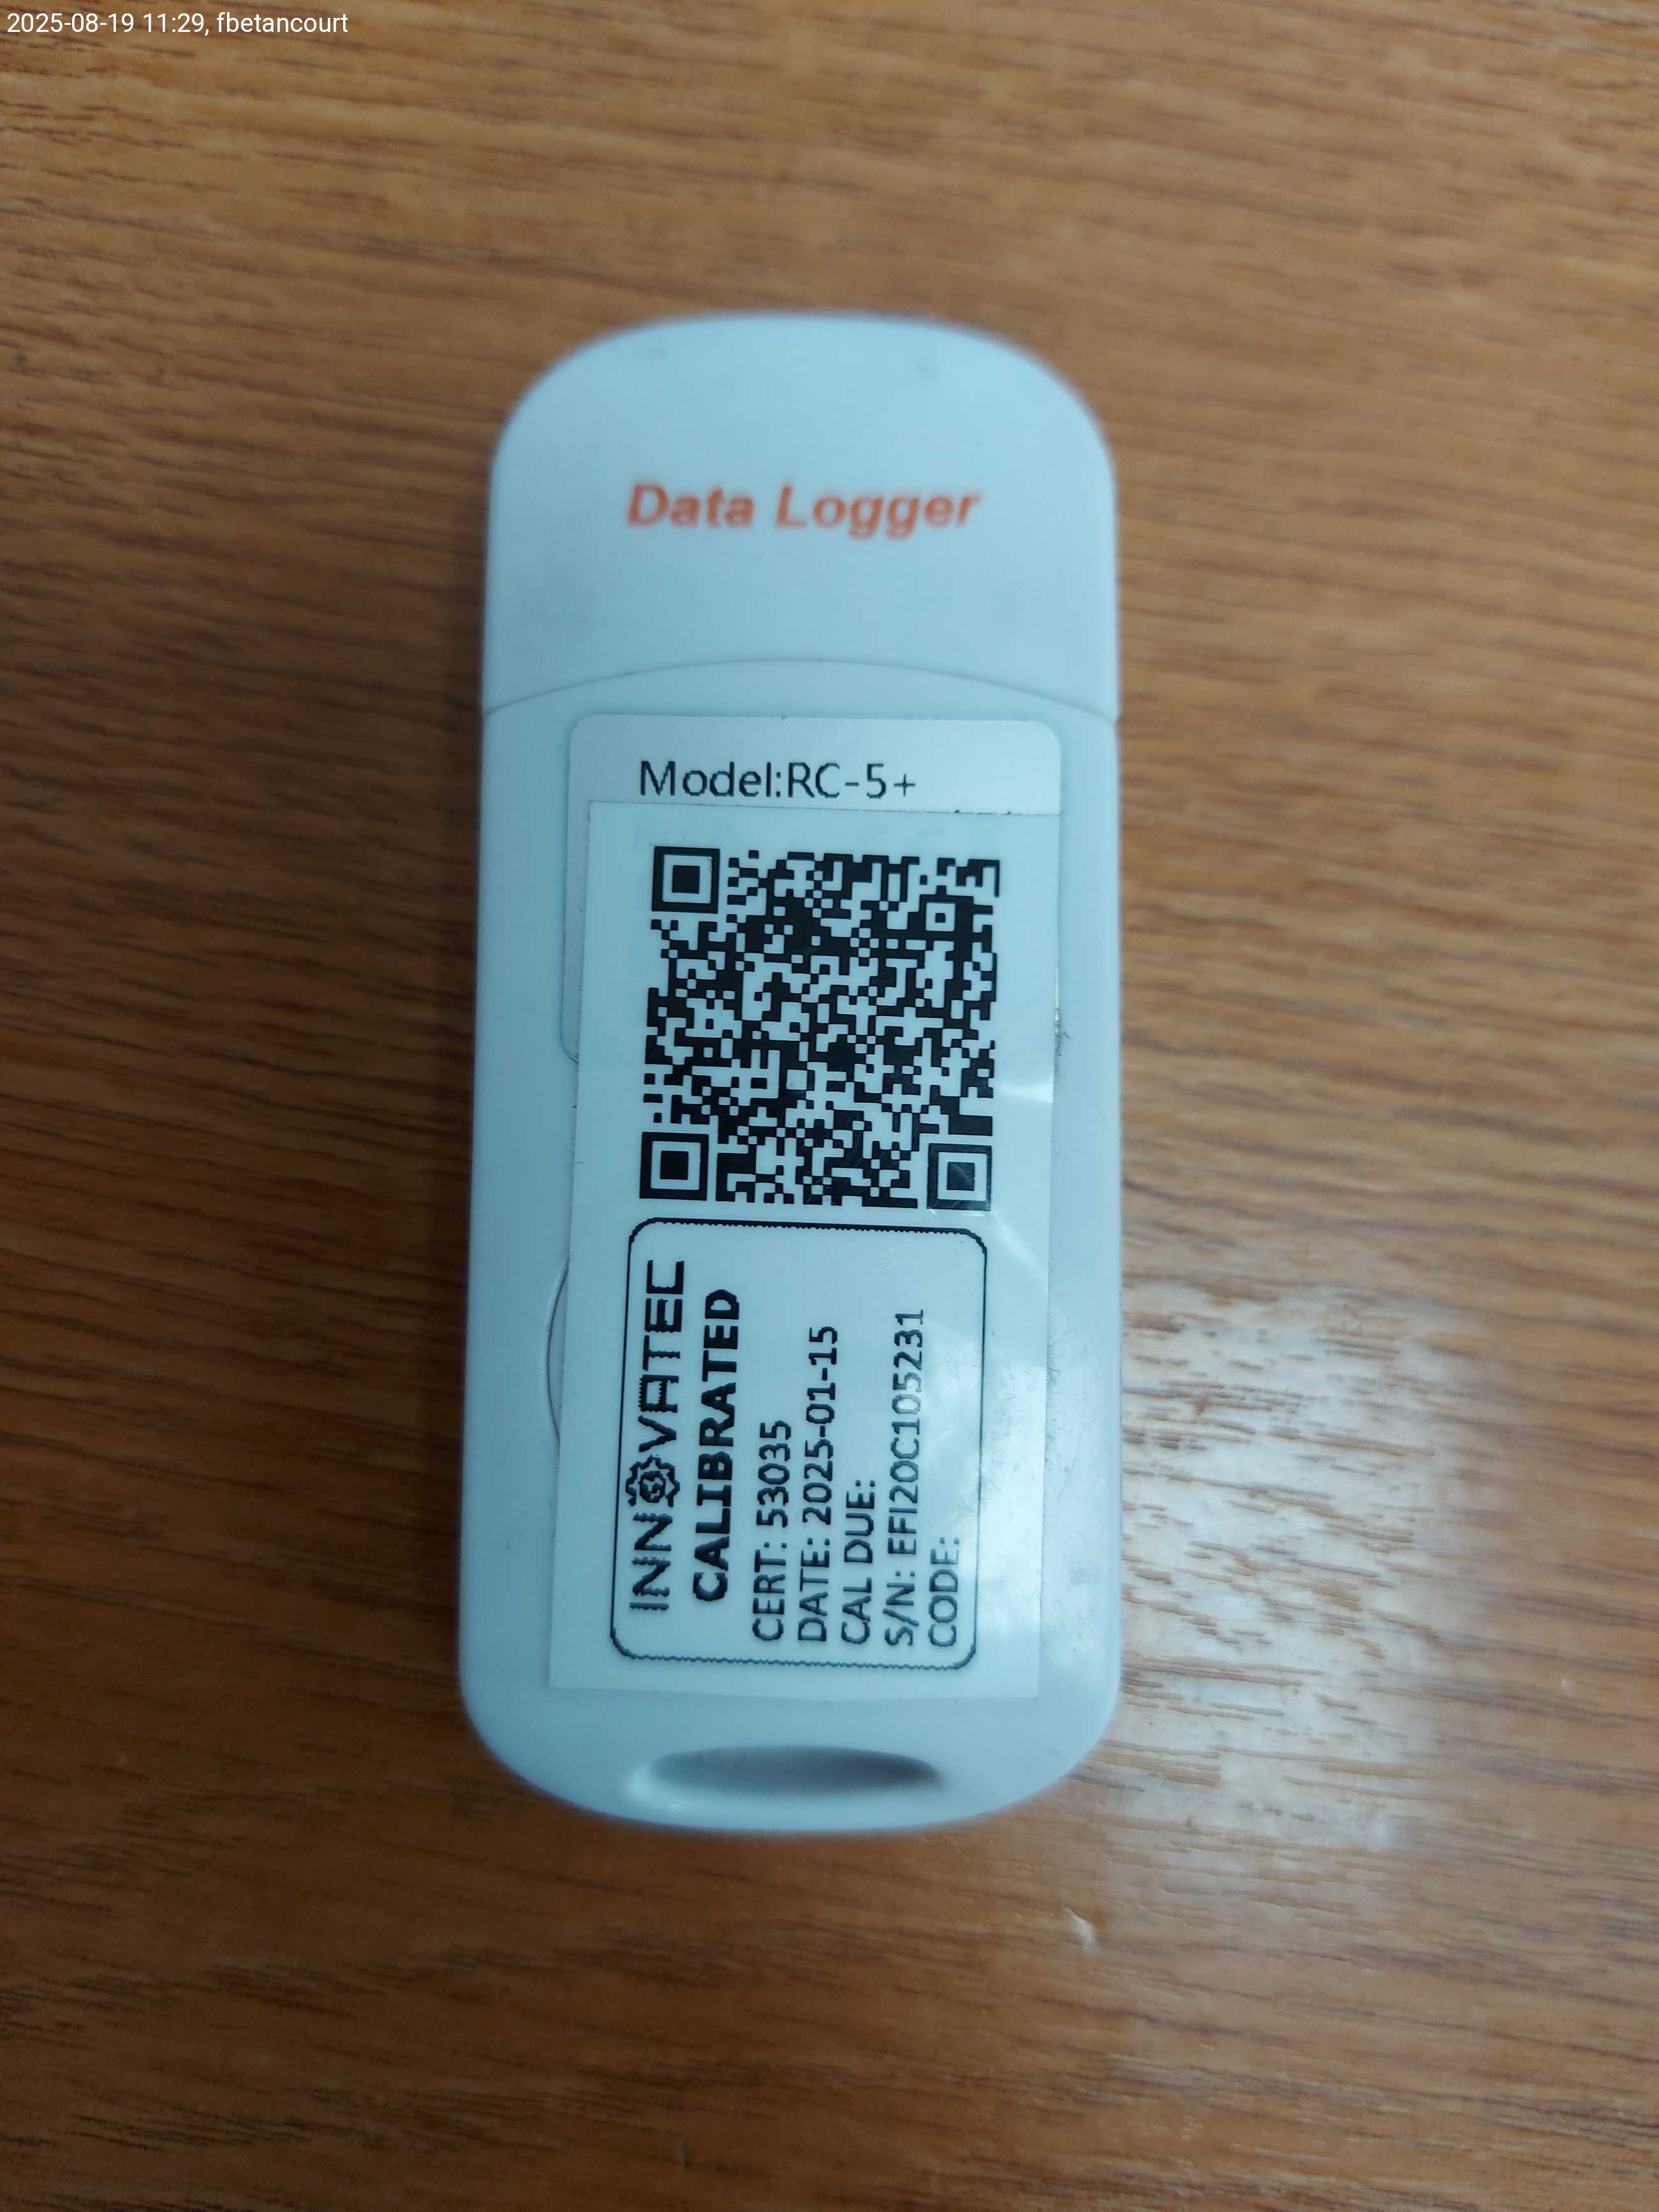 2025-08-19 11:29, fbetancourt
Data Logger
Model:RC-5+
INNOVATEC
CALIBRATED
CERT: 53035
DATE: 2025-01-15
CAL DUE:
S/N: EFI20C105231
CODE: